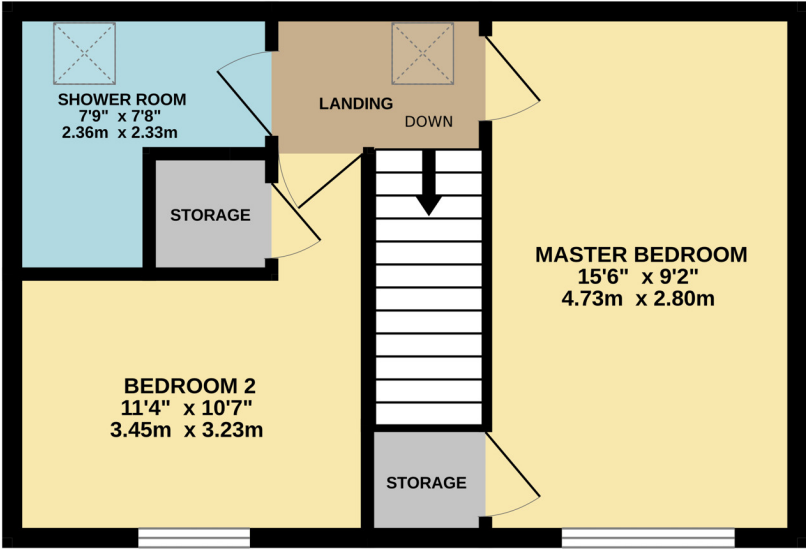 SHOWER ROOM
7'9" x 7'8"
2.36m x 2.33m
LANDING
DOWN
STORAGE
MASTER BEDROOM
15'6" x 9'2"
4.73m x 2.80m
BEDROOM 2
11'4" x 10'7"
3.45m x 3.23m
STORAGE